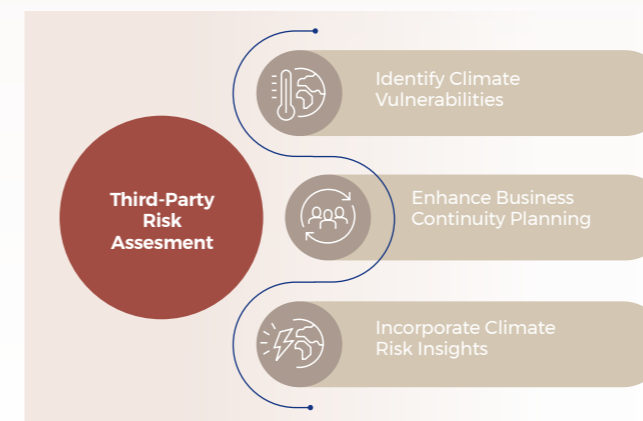 Third-Party
Risk
Assesment
Identify Climate
Vulnerabilities
Enhance Business
Continuity Planning
Incorporate Climate
Risk Insights